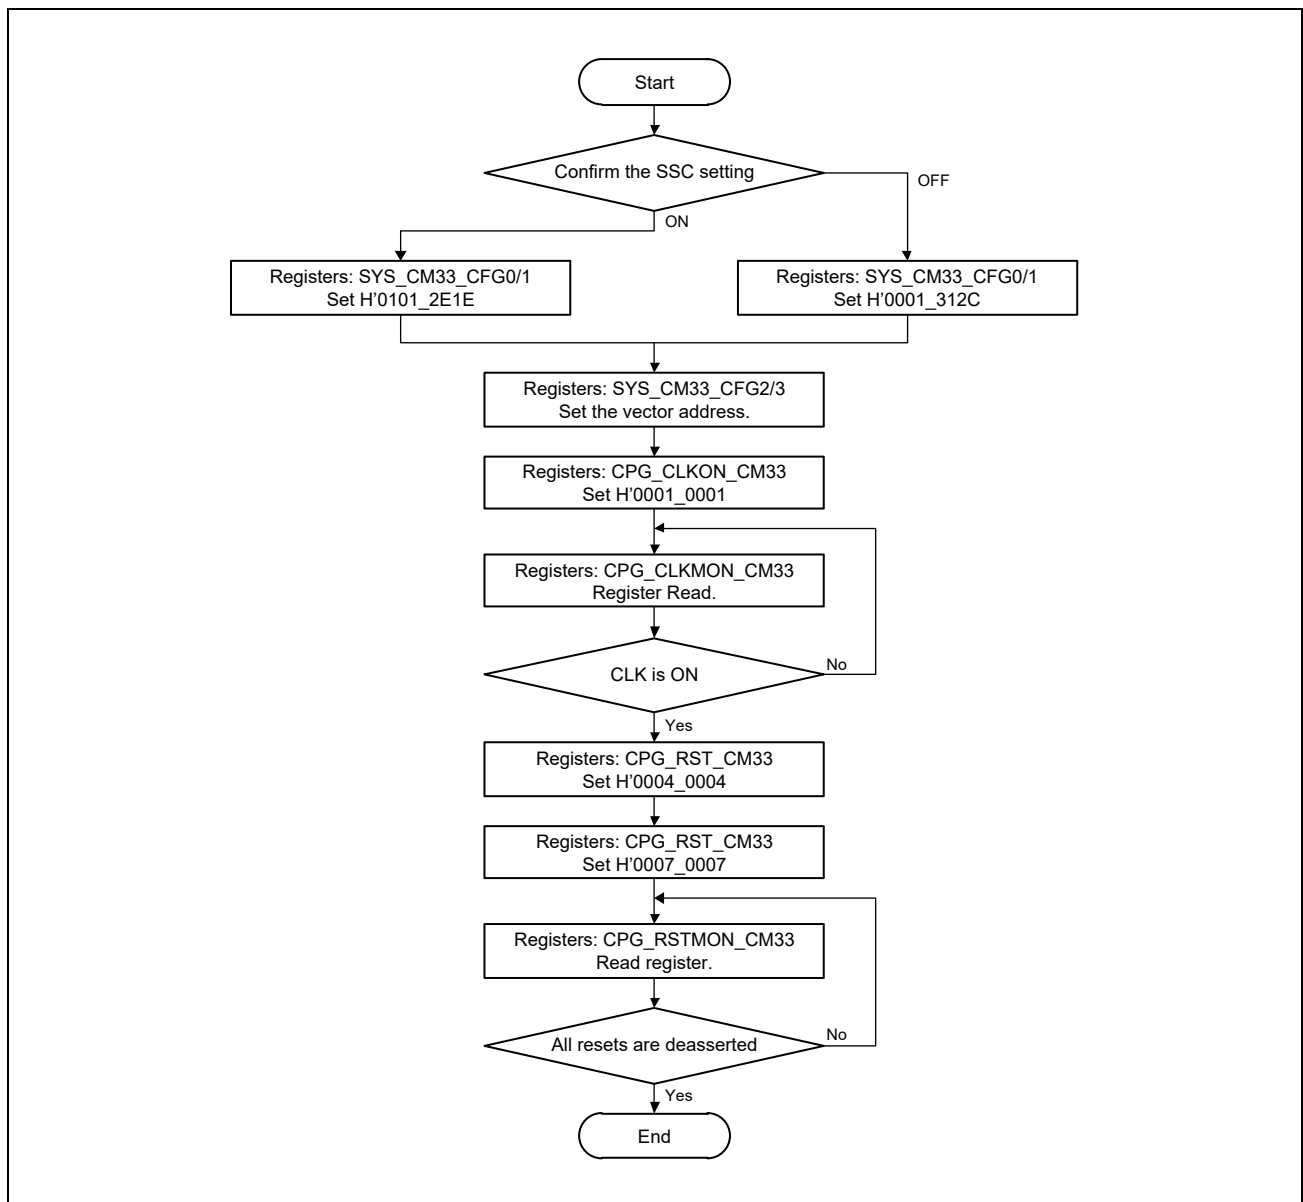 Start
Confirm the SSC setting
OFF
ON
Registers: SYS_CM33_CFG0/1
Set H’0101_2E1E
Registers: SYS_CM33_CFG0/1
Set H’0001_312C
Registers: SYS_CM33_CFG2/3
Set the vector address.
Registers: CPG_CLKON_CM33
Set H’0001_0001
Registers: CPG_CLKMON_CM33
Register Read.
CLK is ON
No
Yes
Registers: CPG_RST_CM33
Set H’0004_0004
Registers: CPG_RST_CM33
Set H’0007_0007
Registers: CPG_RSTMON_CM33
Read register.
All resets are deasserted
No
Yes
End